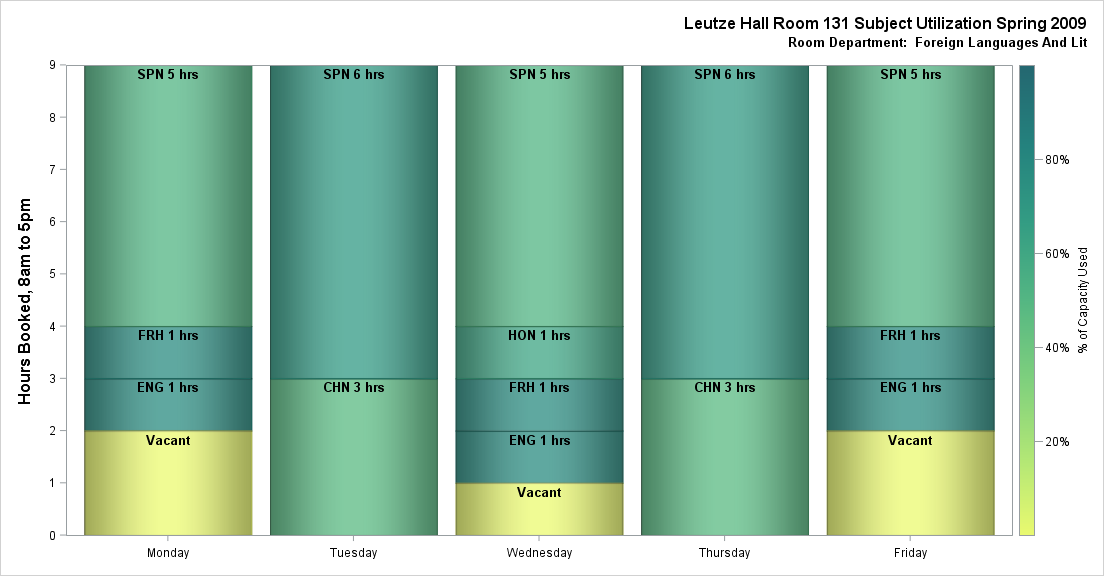 Leutze Hall Room 131 Subject Utilization Spring 2009
Room Department:  Foreign Languages And Lit
Hours Booked, 8am to 5pm
9
8
7
6
5
4
3
2
1
0
SPN 5 hrs
FRH 1 hrs
ENG 1 hrs
Vacant
SPN 6 hrs
CHN 3 hrs
SPN 5 hrs
HON 1 hrs
FRH 1 hrs
ENG 1 hrs
Vacant
SPN 6 hrs
CHN 3 hrs
SPN 5 hrs
FRH 1 hrs
ENG 1 hrs
Vacant
Monday
Tuesday
Wednesday
Thursday
Friday
80%
60%
40%
20%
% of Capacity Used